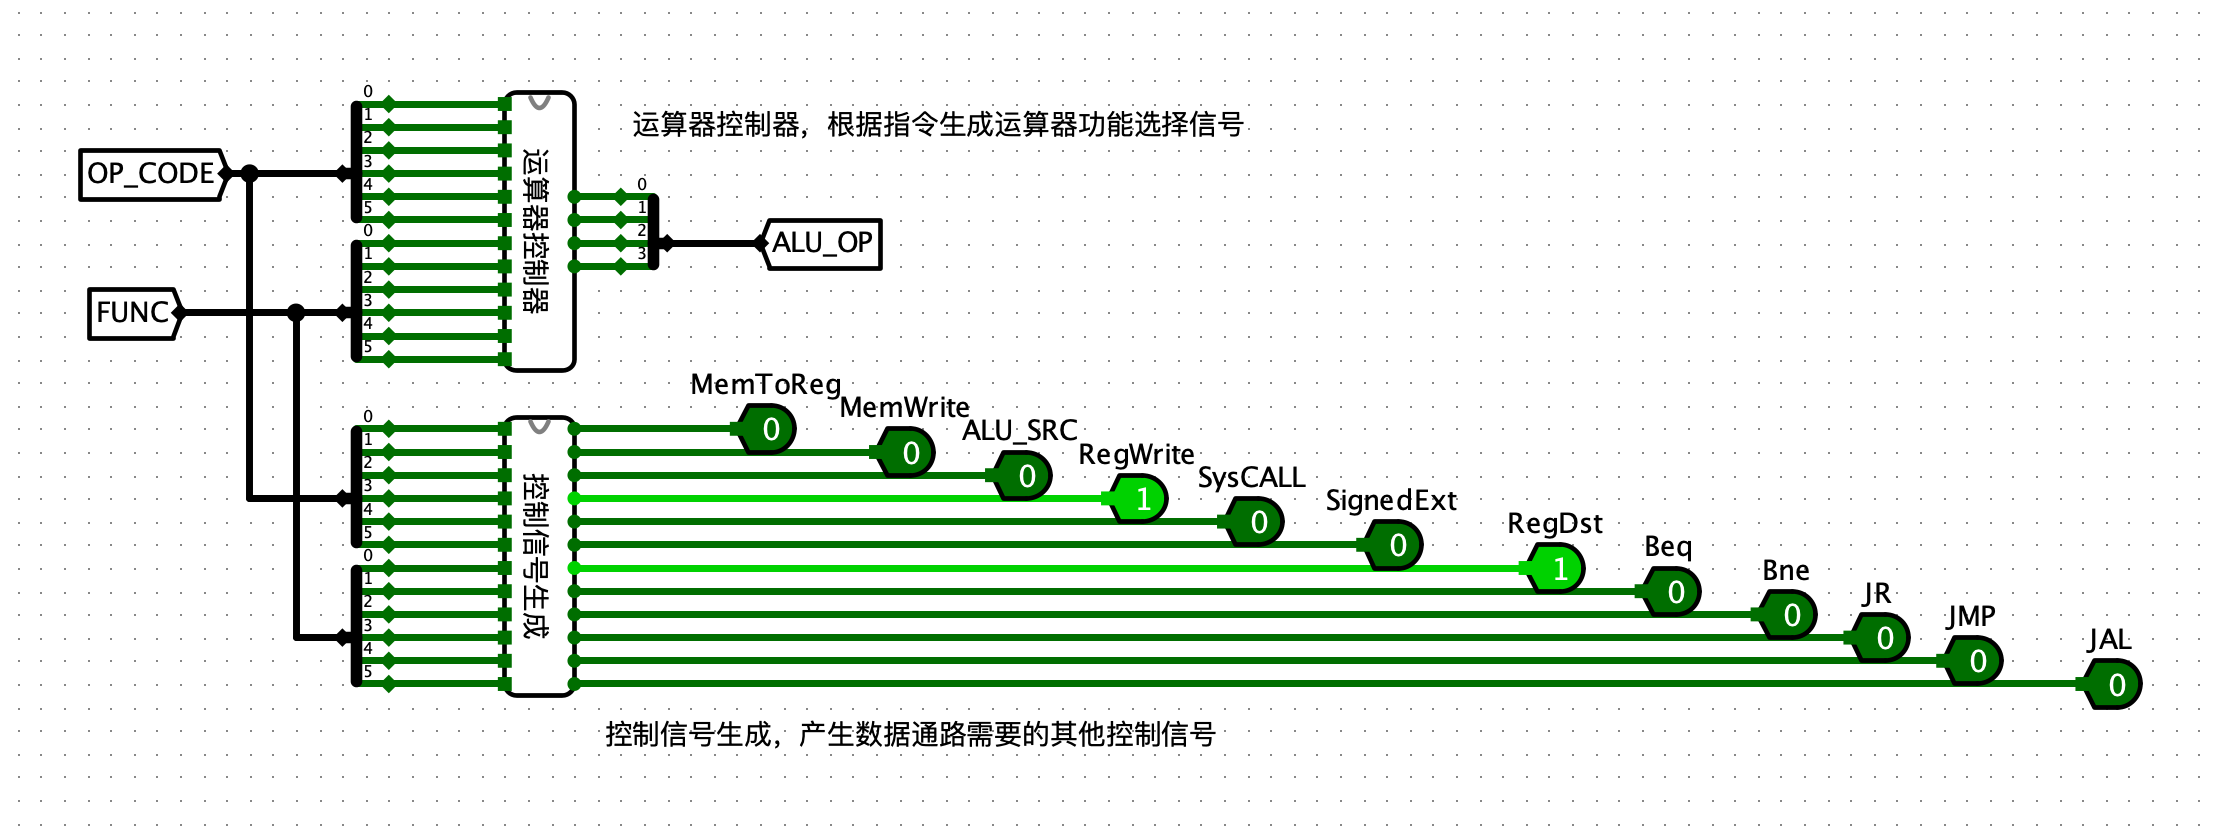 0
1
2
3
4
5
OP_CODE
运算器控制器，根据指令生成运算器功能选择信号
运算器控制器
0
1
2
3
ALU_OP
0
1
2
3
4
5
FUNC
MemToReg
0
MemWrite
0
ALU_SRC
0
RegWrite
1
SysCALL
0
SignedExt
0
RegDst
1
Beq
0
Bne
0
JR
0
JMP
0
JAL
0
0
1
2
3
4
5
控制信号生成
0
1
2
3
4
5
控制信号生成，产生数据通路需要的其他控制信号